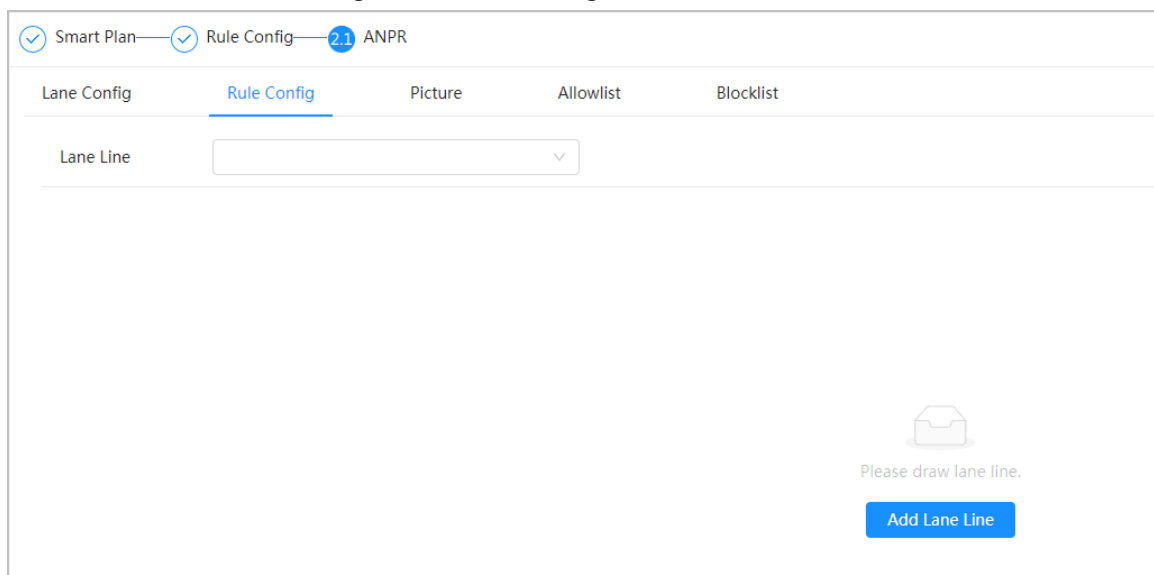 Smart Plan Rule Config 2.1 ANPR
Lane Config Rule Config Picture Allowlist Blocklist
Lane Line
Please draw lane line.
Add Lane Line